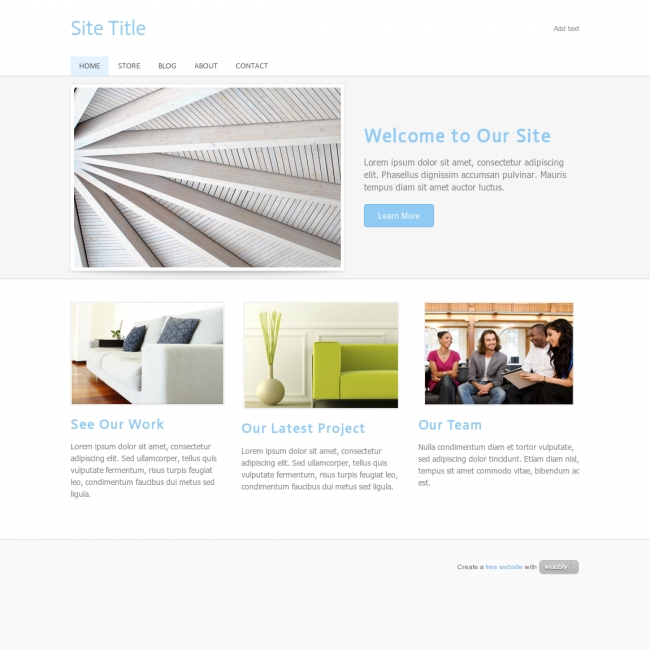 Site Title
Add text
HOME STORE BLOG ABOUT CONTACT
Welcome to Our Site
Lorem ipsum dolor sit amet, consectetur adipiscing
elit. Phasellus dignissim accumsan pulvinar. Mauris
tempus diam sit amet auctor luctus.
Learn More
See Our Work
Lorem ipsum dolor sit amet, consectetur
adipiscing elit. Sed ullamcorper, tellus quis
vulputate fermentum, risus turpis feugiat
leo, condimentum faucibus dui metus sed
ligula.
Our Latest Project
Lorem ipsum dolor sit amet, consectetur
adipiscing elit. Sed ullamcorper, tellus quis
vulputate fermentum, risus turpis feugiat leo,
condimentum faucibus dui metus sed ligula.
Our Team
Nulla condimentum diam et tortor vulputate,
sed adipiscing dolor tincidunt. Etiam diam nisl,
tempus sit amet commodo vitae, bibendum ac
est.
Create a free website with weebly